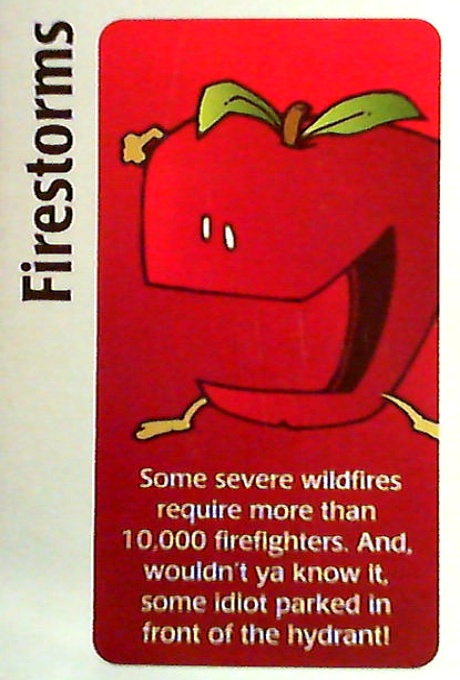 Firestorms
Some severe wildfires
require more than
10,000 firefighters. And,
wouldn't ya know it,
some idiot parked in
front of the hydrant!